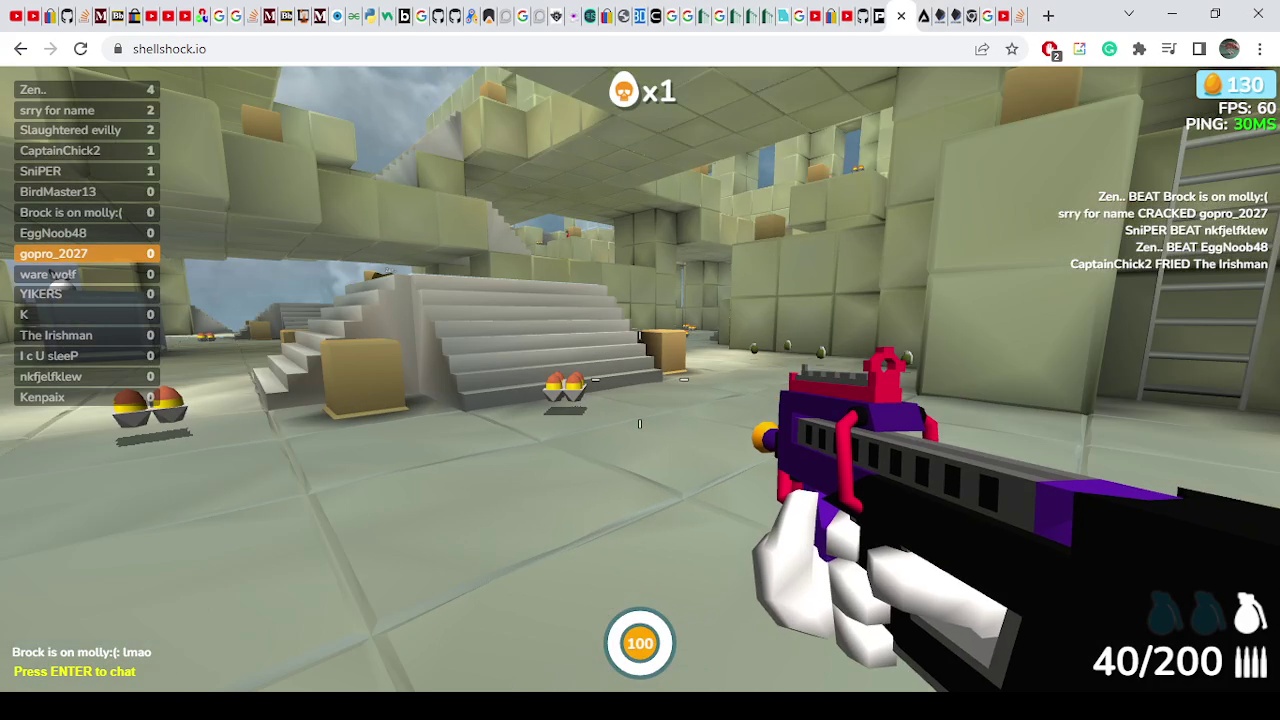 shellshock.io
2
Zen.. 4
srry for name 2
Slaughtered evilly 2
CaptainChick2 1
SniPER 1
BirdMaster13 0
Brock is on molly:( 0
EggNoob48 0
gopro_2027 0
ware wolf 0
YIKERS 0
K 0
The Irishman 0
I c U sleeP 0
nkfjelfklew 0
Kenpaix 0
x1
130
FPS: 60
PING: 30MS
Zen.. BEAT Brock is on molly:(
srry for name CRACKED gopro_2027
SniPER BEAT nkfjelfklew
Zen.. BEAT EggNoob48
CaptainChick2 FRIED The Irishman
Brock is on molly:(: lmao
Press ENTER to chat
100
40/200